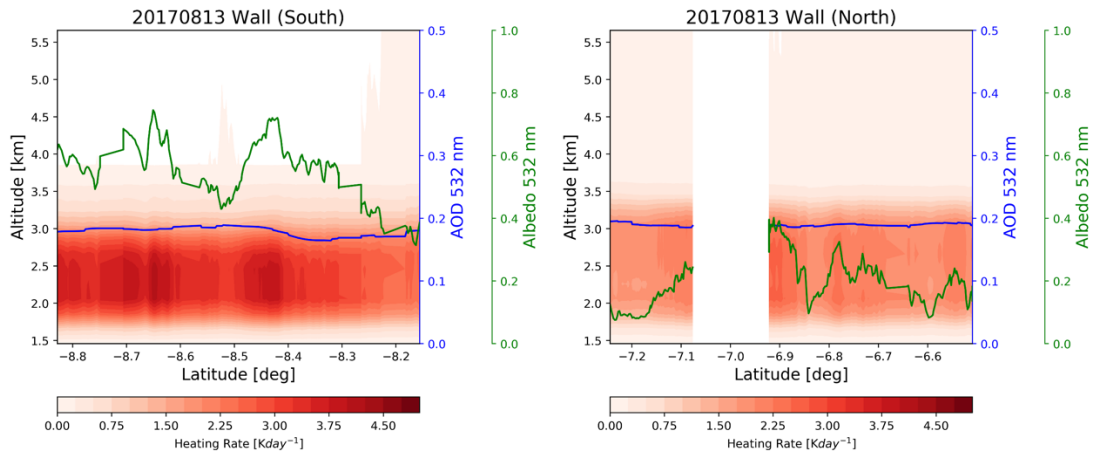 20170813 Wall (South)
Altitude [km]
5.5
5.0
4.5
4.0
3.5
3.0
2.5
2.0
1.5
−8.8 −8.7 −8.6 −8.5 −8.4 −8.3 −8.2
Latitude [deg]
0.5
0.4
0.3
0.2
0.1
0.0
AOD 532 nm
1.0
0.8
0.6
0.4
0.2
0.0
Albedo 532 nm
0.00 0.75 1.50 2.25 3.00 3.75 4.50
Heating Rate [Kday⁻¹]
20170813 Wall (North)
Altitude [km]
5.5
5.0
4.5
4.0
3.5
3.0
2.5
2.0
1.5
−7.2 −7.1 −7.0 −6.9 −6.8 −6.7 −6.6
Latitude [deg]
0.5
0.4
0.3
0.2
0.1
0.0
AOD 532 nm
1.0
0.8
0.6
0.4
0.2
0.0
Albedo 532 nm
0.00 0.75 1.50 2.25 3.00 3.75 4.50
Heating Rate [Kday⁻¹]